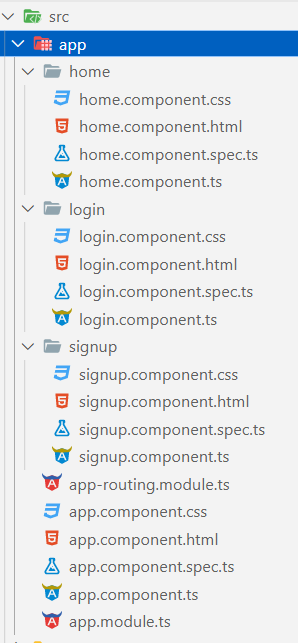 src
app
home
home.component.css
home.component.html
home.component.spec.ts
home.component.ts
login
login.component.css
login.component.html
login.component.spec.ts
login.component.ts
signup
signup.component.css
signup.component.html
signup.component.spec.ts
signup.component.ts
app-routing.module.ts
app.component.css
app.component.html
app.component.spec.ts
app.component.ts
app.module.ts